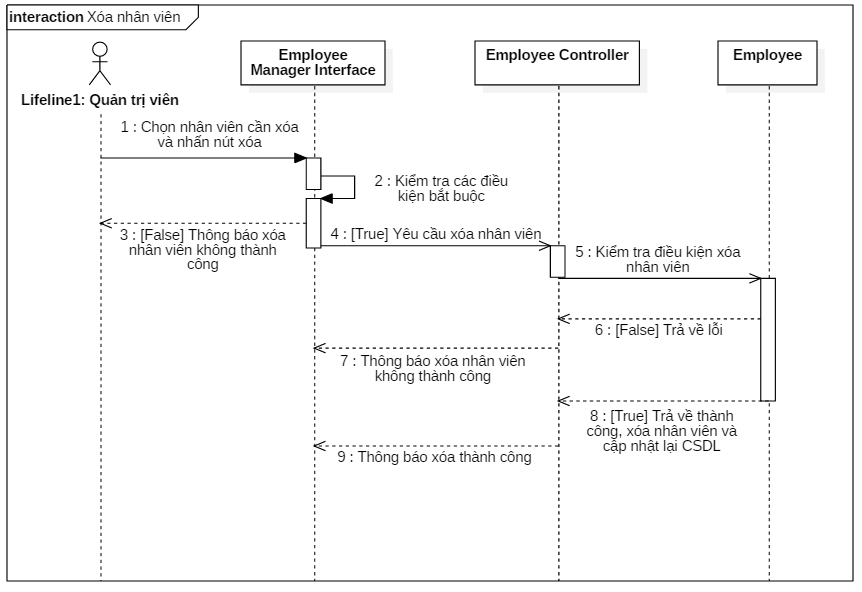 interaction Xóa nhân viên
Employee
Manager Interface
Employee Controller
Employee
Lifeline1: Quản trị viên
1 : Chọn nhân viên cần xóa
và nhấn nút xóa
2 : Kiểm tra các điều
kiện bắt buộc
3 : [False] Thông báo xóa
nhân viên không thành
công
4 : [True] Yêu cầu xóa nhân viên
5 : Kiểm tra điều kiện xóa
nhân viên
6 : [False] Trả về lỗi
7 : Thông báo xóa nhân viên
không thành công
8 : [True] Trả về thành
công, xóa nhân viên và
cập nhật lại CSDL
9 : Thông báo xóa thành công